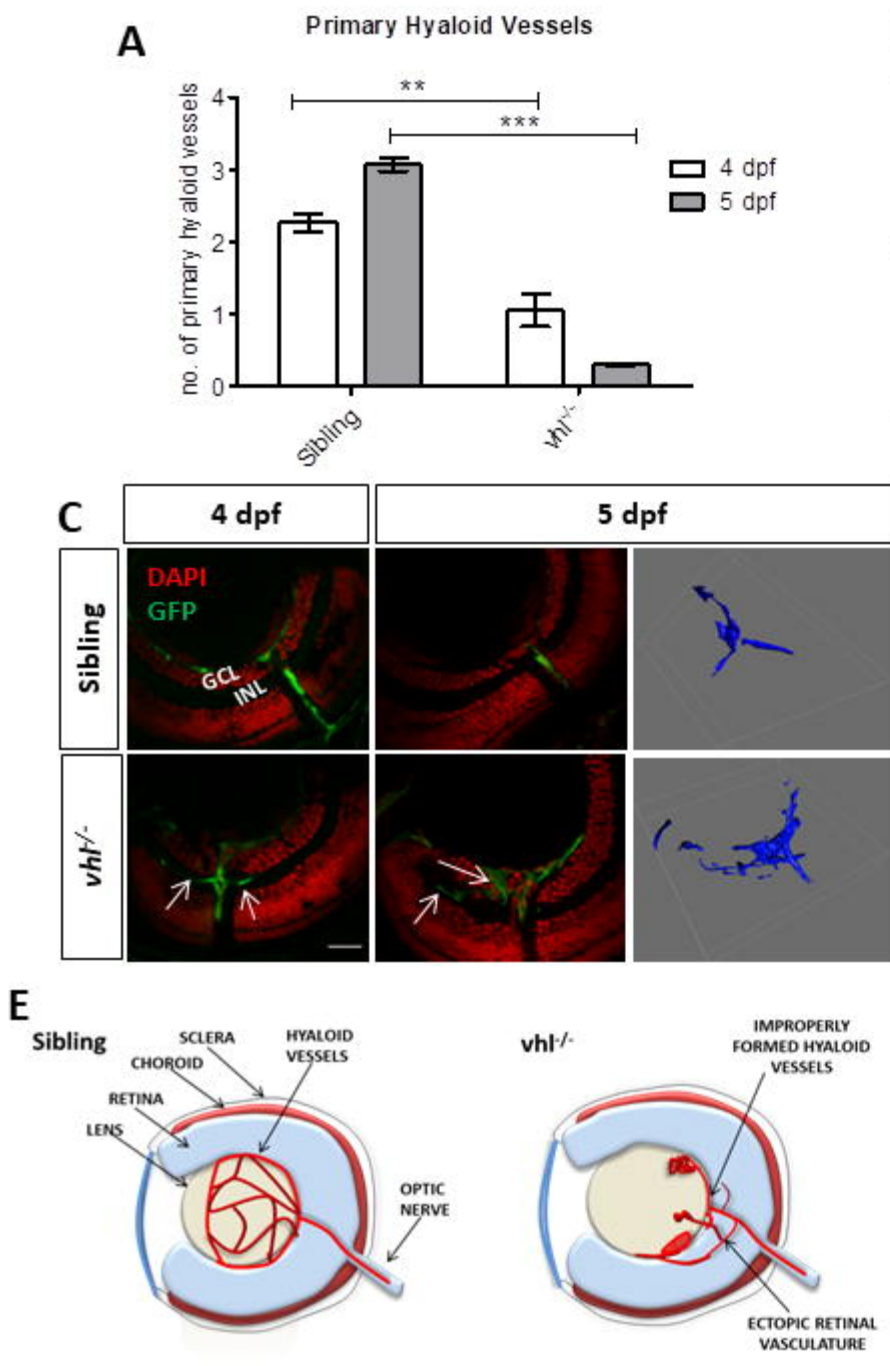 A
Primary Hyaloid Vessels
no. of primary hyaloid vessels
4
3
2
1
0
**
***
4 dpf
5 dpf
Sibling
vhl-/-
C
4 dpf
5 dpf
Sibling
DAPI
GFP
GCL
INL
vhl-/-
E
Sibling
SCLERA
CHOROID
RETINA
LENS
HYALOID
VESSELS
OPTIC
NERVE
vhl-/-
IMPROPERLY
FORMED HYALOID
VESSELS
ECTOPIC RETINAL
VASCULATURE